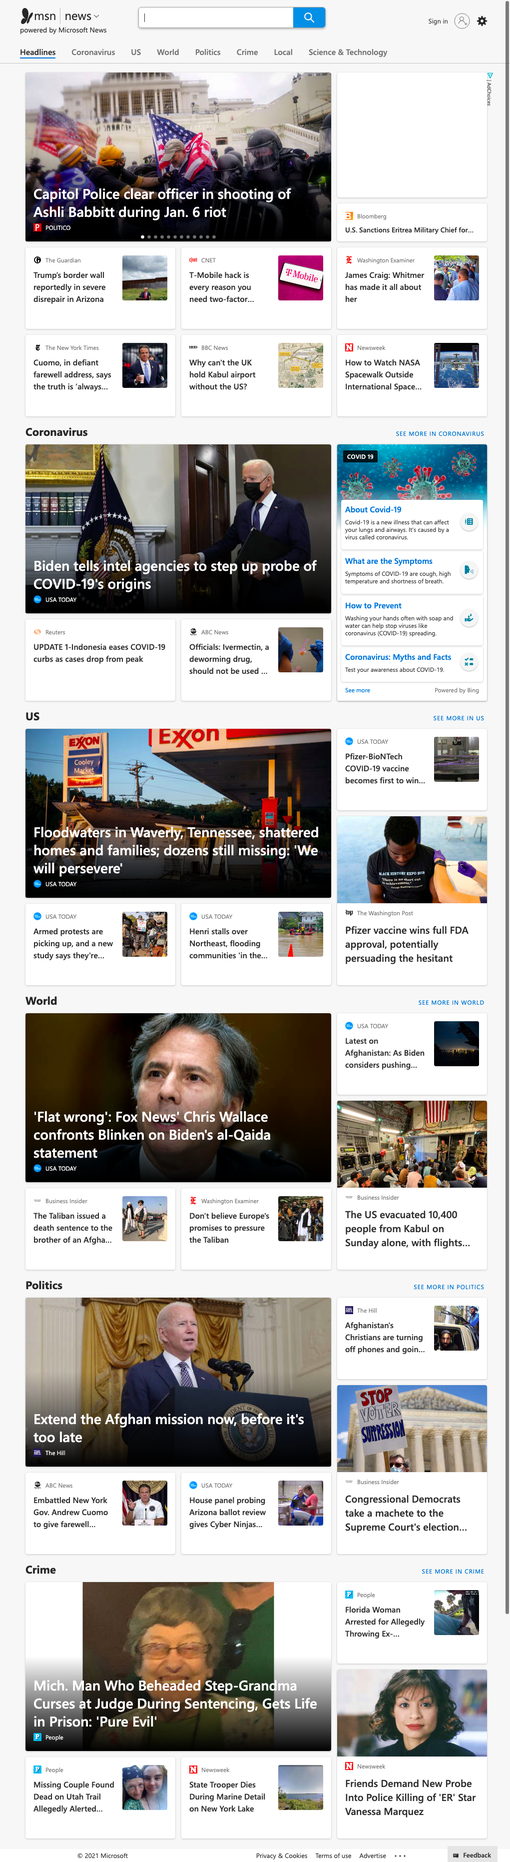 msn news
powered by Microsoft News
Sign in
Headlines Coronavirus US World Politics Crime Local Science & Technology
AdChoices
Capitol Police clear officer in shooting of
Ashli Babbitt during Jan. 6 riot
POLITICO
Bloomberg
U.S. Sanctions Eritrea Military Chief for...
The Guardian
Trump's border wall
reportedly in severe
disrepair in Arizona
CNET
T-Mobile hack is
every reason you
need two-factor...
T Mobile
Washington Examiner
James Craig: Whitmer
has made it all about
her
The New York Times
Cuomo, in defiant
farewell address, says
the truth is 'always...
BBC News
Why can't the UK
hold Kabul airport
without the US?
Newsweek
How to Watch NASA
Spacewalk Outside
International Space...
Coronavirus
SEE MORE IN CORONAVIRUS
Biden tells intel agencies to step up probe of
COVID-19's origins
USA TODAY
COVID 19
About Covid-19
Covid-19 is a new illness that can affect
your lungs and airways. It's caused by a
virus called coronavirus.
What are the Symptoms
Symptoms of COVID-19 are cough, high
temperature and shortness of breath.
How to Prevent
Washing your hands often with soap and
water can help stop viruses like
coronavirus (COVID-19) spreading.
Coronavirus: Myths and Facts
Test your awareness about COVID-19.
See more
Powered by Bing
Reuters
UPDATE 1-Indonesia eases COVID-19
curbs as cases drop from peak
ABC News
Officials: Ivermectin, a
deworming drug,
should not be used ...
US
SEE MORE IN US
EXON
Cooley
Market
EXON
Floodwaters in Waverly, Tennessee, shattered
homes and families; dozens still missing: 'We
will persevere'
USA TODAY
USA TODAY
Pfizer-BioNTech
COVID-19 vaccine
becomes first to win...
USA TODAY
Armed protests are
picking up, and a new
study says they're...
USA TODAY
Henri stalls over
Northeast, flooding
communities 'in the...
BLACK HISTORY EXPO
wp The Washington Post
Pfizer vaccine wins full FDA
approval, potentially
persuading the hesitant
World
SEE MORE IN WORLD
'Flat wrong': Fox News' Chris Wallace
confronts Blinken on Biden's al-Qaida
statement
USA TODAY
USA TODAY
Latest on
Afghanistan: As Biden
considers pushing...
Business Insider
The Taliban issued a
death sentence to the
brother of an Afgha...
Washington Examiner
Don't believe Europe's
promises to pressure
the Taliban
Business Insider
The US evacuated 10,400
people from Kabul on
Sunday alone, with flights...
Politics
SEE MORE IN POLITICS
Extend the Afghan mission now, before it's
too late
The Hill
The Hill
Afghanistan's
Christians are turning
off phones and goin...
ABC News
Embattled New York
Gov. Andrew Cuomo
to give farewell...
USA TODAY
House panel probing
Arizona ballot review
gives Cyber Ninjas...
STOP
VOTER
SUPPRESSION
Business Insider
Congressional Democrats
take a machete to the
Supreme Court's election...
Crime
SEE MORE IN CRIME
Mich. Man Who Beheaded Step-Grandma
Curses at Judge During Sentencing, Gets Life
in Prison: 'Pure Evil'
People
People
Florida Woman
Arrested for Allegedly
Throwing Ex-...
People
Missing Couple Found
Dead on Utah Trail
Allegedly Alerted...
Newsweek
State Trooper Dies
During Marine Detail
on New York Lake
Newsweek
Friends Demand New Probe
Into Police Killing of 'ER' Star
Vanessa Marquez
© 2021 Microsoft
Privacy & Cookies Terms of use Advertise ...
Feedback